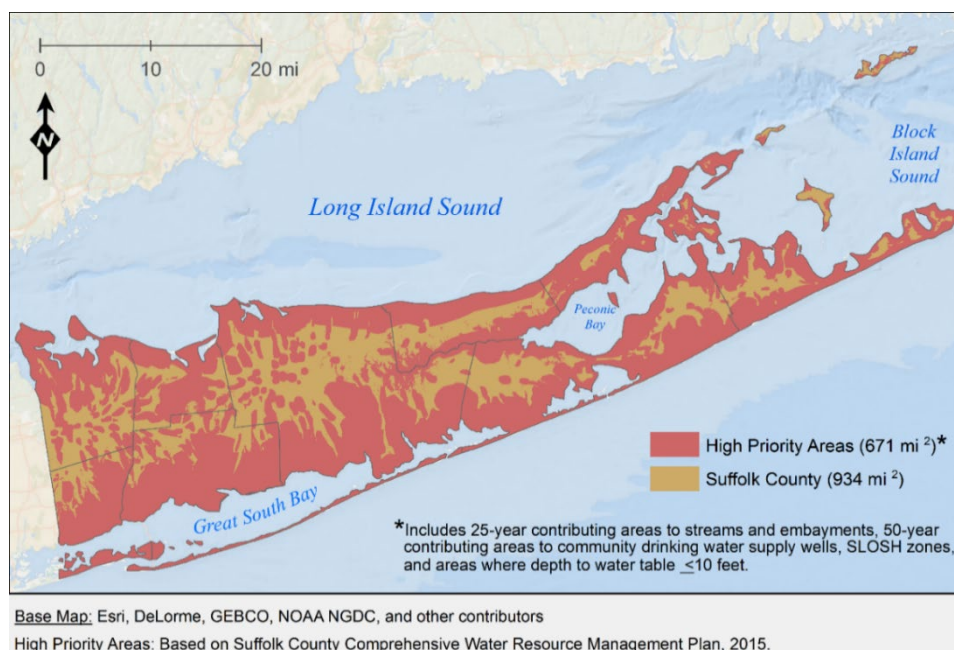 0 10 20 mi
N
Block
Island
Sound
Long Island Sound
Peconic
Bay
High Priority Areas (671 mi ²)*
Suffolk County (934 mi ²)
Great South Bay
*Includes 25-year contributing areas to streams and embayments, 50-year
contributing areas to community drinking water supply wells, SLOSH zones,
and areas where depth to water table ≤10 feet.
Base Map: Esri, DeLorme, GEBCO, NOAA NGDC, and other contributors
High Priority Areas: Based on Suffolk County Comprehensive Water Resource Management Plan, 2015.